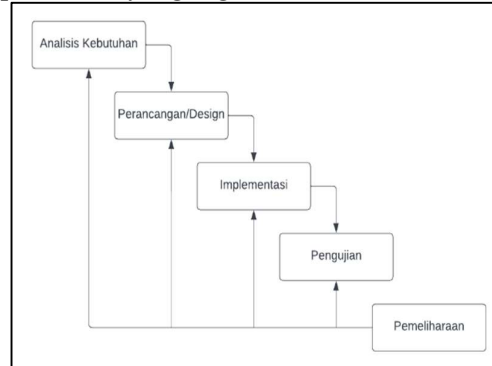 Analisis Kebutuhan
Perancangan/Design
Implementasi
Pengujian
Pemeliharaan